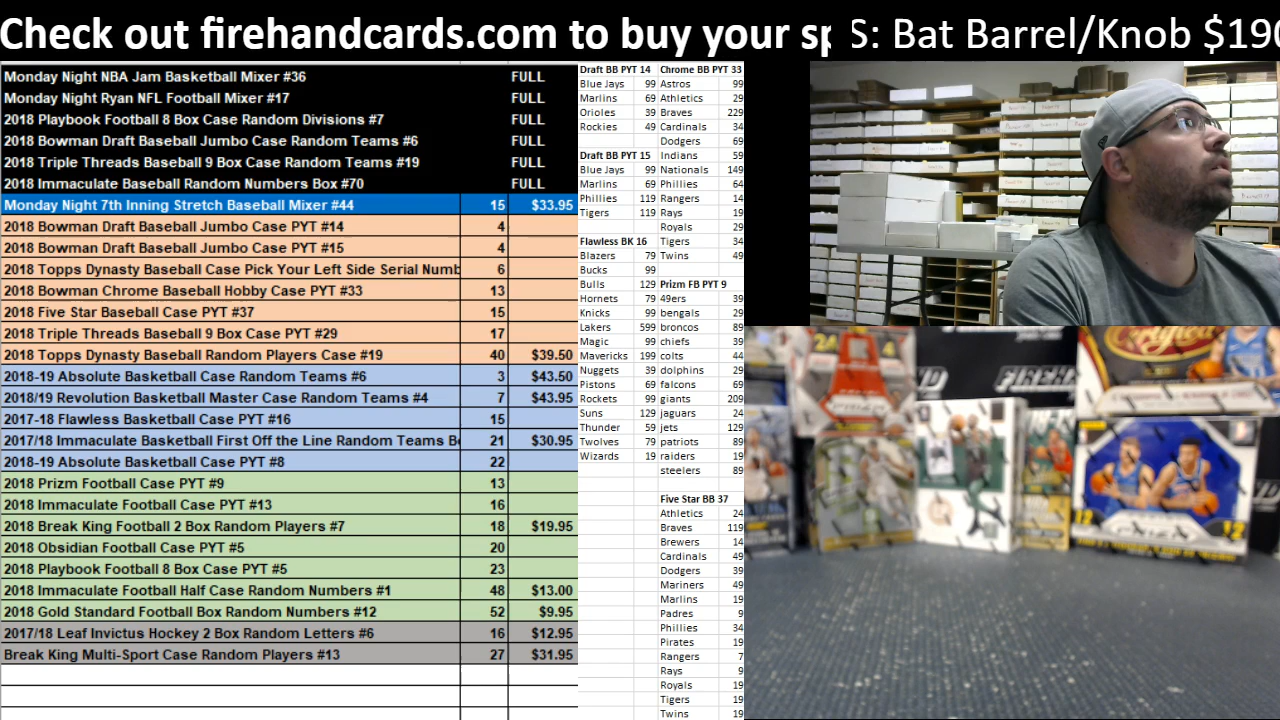 Check out firehandcards.com to buy your sp
S: Bat Barrel/Knob $190
Monday Night NBA Jam Basketball Mixer #36 FULL
Monday Night Ryan NFL Football Mixer #17 FULL
2018 Playbook Football 8 Box Case Random Divisions #7 FULL
2018 Bowman Draft Baseball Jumbo Case Random Teams #6 FULL
2018 Triple Threads Baseball 9 Box Case Random Teams #19 FULL
2018 Immaculate Baseball Random Numbers Box #70 FULL
Monday Night 7th Inning Stretch Baseball Mixer #44 15 $33.95
2018 Bowman Draft Baseball Jumbo Case PYT #14 4
2018 Bowman Draft Baseball Jumbo Case PYT #15 4
2018 Topps Dynasty Baseball Case Pick Your Left Side Serial Numb 6
2018 Bowman Chrome Baseball Hobby Case PYT #33 13
2018 Five Star Baseball Case PYT #37 15
2018 Triple Threads Baseball 9 Box Case PYT #29 17
2018 Topps Dynasty Baseball Random Players Case #19 40 $39.50
2018-19 Absolute Basketball Case Random Teams #6 3 $43.50
2018/19 Revolution Basketball Master Case Random Teams #4 7 $43.95
2017-18 Flawless Basketball Case PYT #16 15
2017/18 Immaculate Basketball First Off the Line Random Teams Bo 21 $30.95
2018-19 Absolute Basketball Case PYT #8 22
2018 Prizm Football Case PYT #9 13
2018 Immaculate Football Case PYT #13 16
2018 Break King Football 2 Box Random Players #7 18 $19.95
2018 Obsidian Football Case PYT #5 20
2018 Playbook Football 8 Box Case PYT #5 23
2018 Immaculate Football Half Case Random Numbers #1 48 $13.00
2018 Gold Standard Football Box Random Numbers #12 52 $9.95
2017/18 Leaf Invictus Hockey 2 Box Random Letters #6 16 $12.95
Break King Multi-Sport Case Random Players #13 27 $31.95
Draft BB PYT 14
Blue Jays 99
Marlins 69
Orioles 39
Rockies 49
Draft BB PYT 15
Blue Jays 99
Marlins 69
Phillies 119
Tigers 119
Flawless BK 16
Blazers 79
Bucks 99
Bulls 129
Hornets 79
Knicks 99
Lakers 599
Magic 99
Mavericks 199
Nuggets 39
Pistons 69
Rockets 99
Suns 129
Thunder 59
Twolves 79
Wizards 19
Chrome BB PYT 33
Astros 99
Athletics 29
Braves 229
Cardinals 34
Dodgers 69
Indians 59
Nationals 149
Phillies 64
Rangers 14
Rays 19
Royals 29
Tigers 34
Twins 49
Prizm FB PYT 9
49ers 39
bengals 29
broncos 89
chiefs 39
colts 44
dolphins 29
falcons 69
giants 209
jaguars 24
jets 129
patriots 89
raiders 19
steelers 89
Five Star BB 37
Athletics 24
Braves 119
Brewers 14
Cardinals 49
Dodgers 39
Mariners 49
Marlins 19
Padres 9
Phillies 34
Pirates 19
Rangers 7
Rays 9
Royals 19
Tigers 19
Twins 19
Certified
PRIZM
12
12